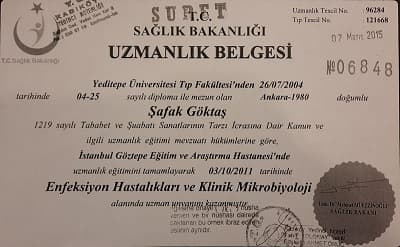 SURET
T.C.
SAĞLIK BAKANLIĞI
UZMANLIK BELGESİ
T.C. Sağlık Bakanlığı
Uzmanlık Tescil No: 96284
Tıp Tescil No: 121668
07 Mart 2015
No 06848
Yeditepe Üniversitesi Tıp Fakültesi'nden 26/07/2004
tarihinde 04-25 sayılı diploma ile mezun olan Ankara-1980 doğumlu
Şafak Göktaş
1219 sayılı Tababet ve Şuabatı Sanatlarının Tarzı İcrasına Dair Kanun ve
ilgili uzmanlık eğitimi mevzuatı hükümlerine göre,
İstanbul Göztepe Eğitim ve Araştırma Hastanesi'nde
uzmanlık eğitimini tamamlayarak 03/10/2011 tarihinde
Enfeksiyon Hastalıkları ve Klinik Mikrobiyoloji
alanında uzman unvanını kazanmıştır.
SAĞLIK BAKANI